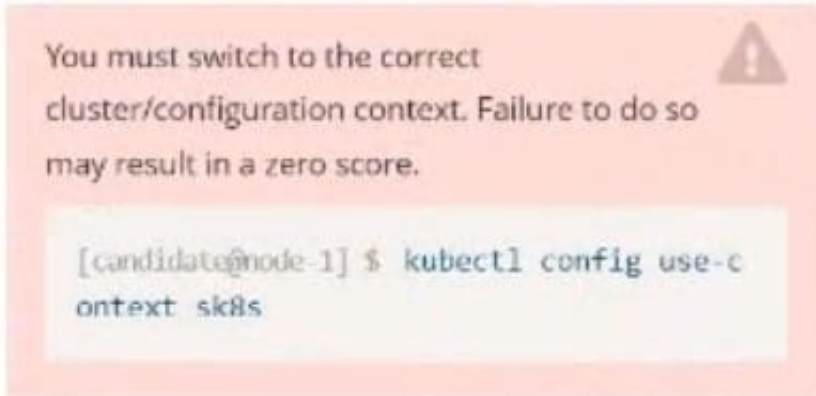 You must switch to the correct
cluster/configuration context. Failure to do so
may result in a zero score.
[candidate@node-1] $ kubectl config use-c
ontext sk8s